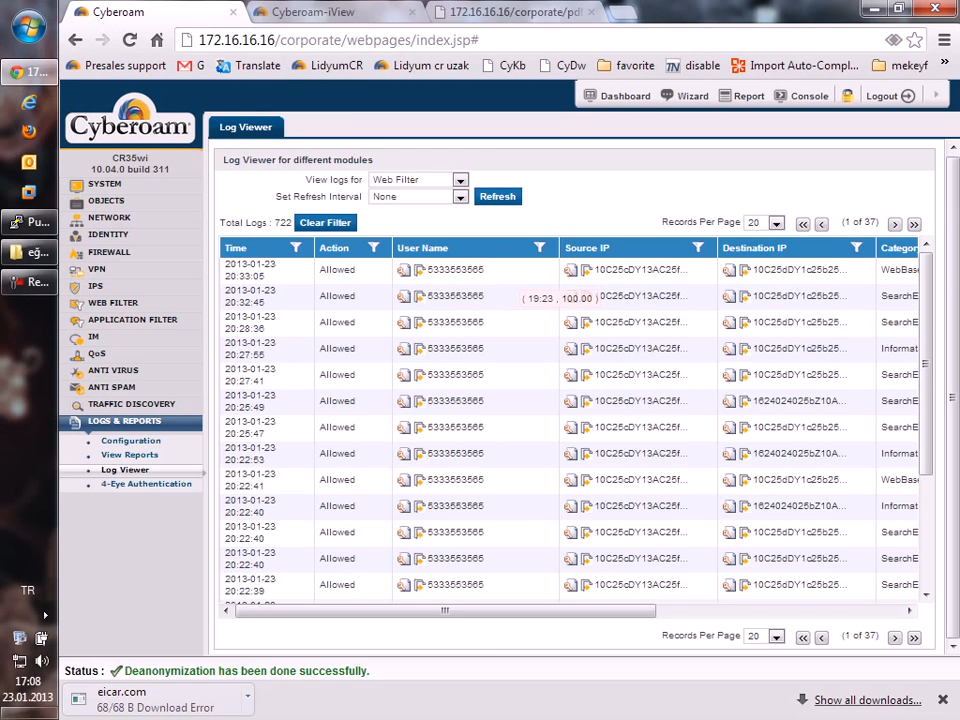 Cyberoam
Cyberoam-iView
172.16.16.16/corporate/pdf
172.16.16.16/corporate/webpages/index.jsp#
Presales support
G
Translate
LidyumCR
Lidyum cr uzak
CyKb
CyDw
favorite
TN disable
Import Auto-Compl...
mekeyf
17...
Cyberoam
CR35wi
10.04.0 build 311
Dashboard
Wizard
Report
Console
Logout
Log Viewer
SYSTEM
OBJECTS
NETWORK
IDENTITY
FIREWALL
VPN
IPS
WEB FILTER
APPLICATION FILTER
IM
QoS
ANTI VIRUS
ANTI SPAM
TRAFFIC DISCOVERY
LOGS & REPORTS
Configuration
View Reports
Log Viewer
4-Eye Authentication
Pu...
eğ...
Re...
Log Viewer for different modules
View logs for Web Filter
Set Refresh Interval None Refresh
Total Logs : 722 Clear Filter Records Per Page 20 (1 of 37)
Time Action User Name Source IP Destination IP Categor
2013-01-23
20:33:05 Allowed 5333553565 10C25cDY13AC25f... 10C25dDY1c25b25... WebBase
2013-01-23
20:32:45 Allowed 5333553565 10C25cDY13AC25f... 10C25dDY1c25b25... SearchE
( 19:23 , 100.00 )
2013-01-23
20:28:36 Allowed 5333553565 10C25cDY13AC25f... 10C25dDY1c25b25... SearchE
2013-01-23
20:27:55 Allowed 5333553565 10C25cDY13AC25f... 10C25dDY1c25b25... Informat
2013-01-23
20:27:41 Allowed 5333553565 10C25cDY13AC25f... 10C25dDY1c25b25... SearchE
2013-01-23
20:25:49 Allowed 5333553565 10C25cDY13AC25f... 1624024025bZ10A... SearchE
2013-01-23
20:25:47 Allowed 5333553565 10C25cDY13AC25f... 10C25dDY1c25b25... SearchE
2013-01-23
20:22:53 Allowed 5333553565 10C25cDY13AC25f... 1624024025bZ10A... Informat
2013-01-23
20:22:41 Allowed 5333553565 10C25cDY13AC25f... 10C25dDY1c25b25... WebBase
2013-01-23
20:22:40 Allowed 5333553565 10C25cDY13AC25f... 1624024025bZ10A... Informat
2013-01-23
20:22:40 Allowed 5333553565 10C25cDY13AC25f... 10C25dDY1c25b25... SearchE
2013-01-23
20:22:40 Allowed 5333553565 10C25cDY13AC25f... 10C25dDY1c25b25... SearchE
2013-01-23
20:22:39 Allowed 5333553565 10C25cDY13AC25f... 10C25dDY1c25b25... SearchE
Records Per Page 20 (1 of 37)
TR
17:08
23.01.2013
Status : Deanonymization has been done successfully.
eicar.com
68/68 B Download Error
Show all downloads...